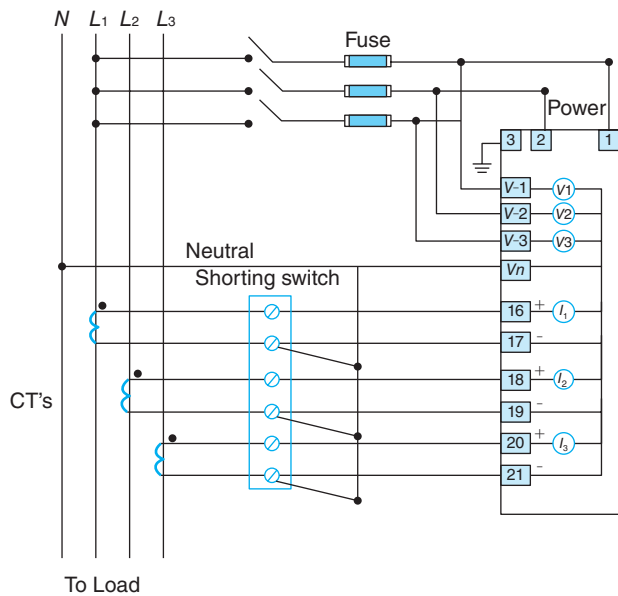 N L1 L2 L3
Fuse
Power
3 2 1
V-1 V1
V-2 V2
V-3 V3
Neutral
Vn
Shorting switch
16 + I1
17 -
18 + I2
CT's
19 -
20 + I3
21 -
To Load